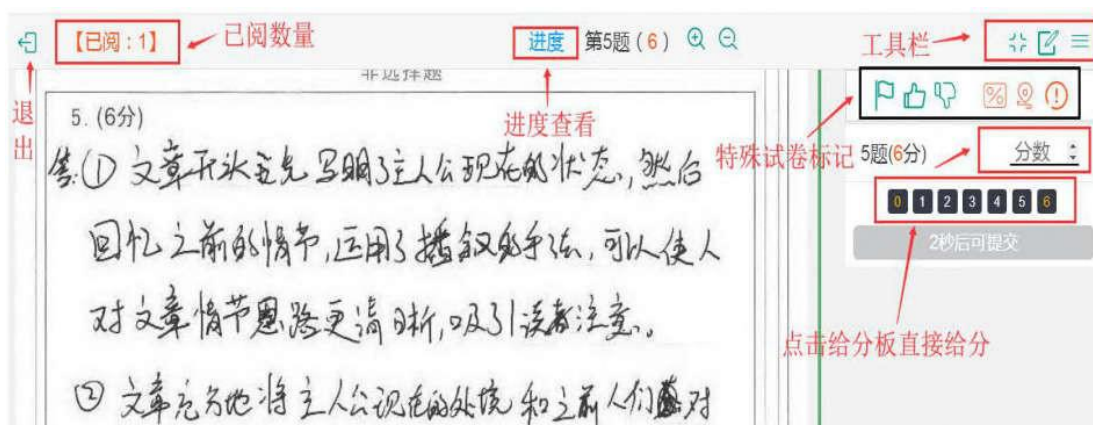 【已阅：1】
已阅数量
进度 第5题（6）
工具栏
非选择题
退出
5. (6分)
进度查看
特殊试卷标记
5题(6分) 分数
答:① 文章开头首先写明了主人公现在的状态,然后
0 1 2 3 4 5 6
2秒后可提交
回忆之前的情节,运用了插叙的手法,可以使人
对文章情节思路更清晰,吸引读者注意。
点击给分板直接给分
② 文章 地将主人公现在的处境和之前人们 对